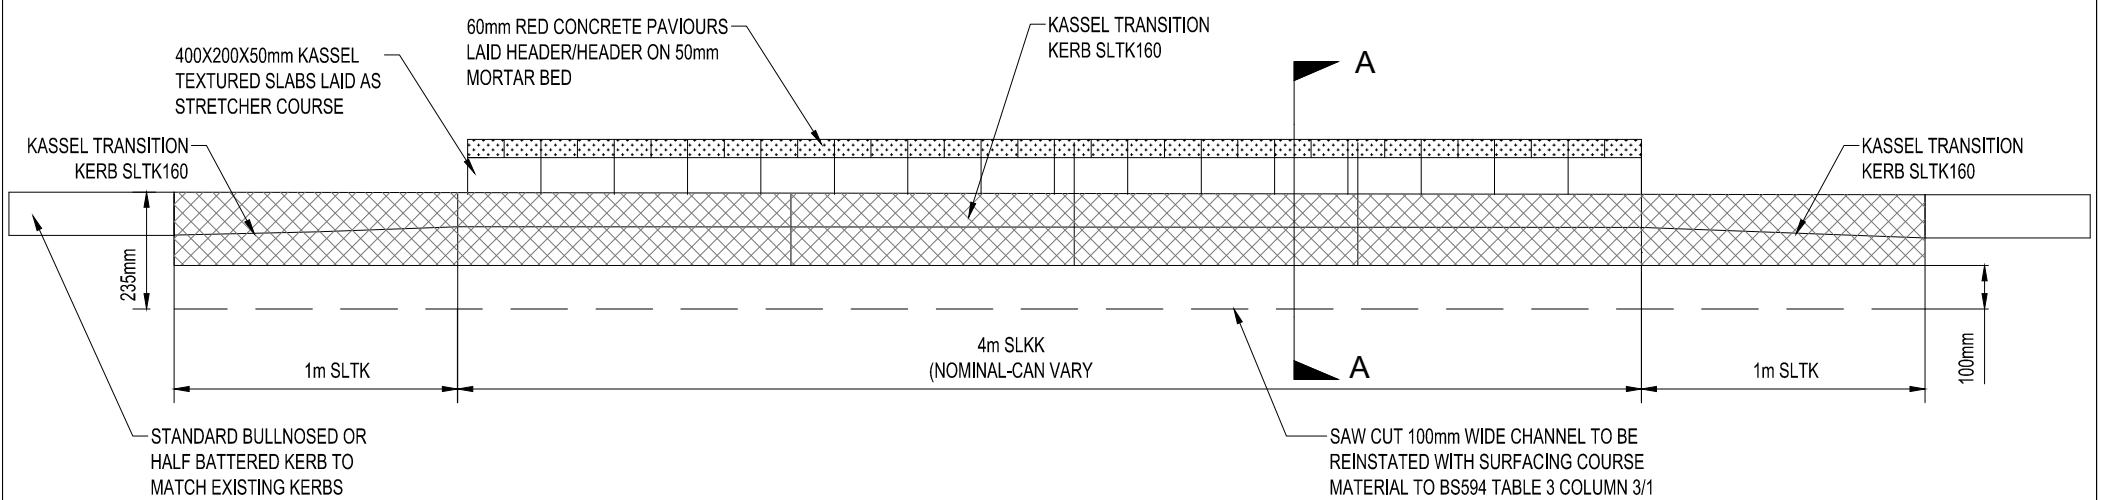 60mm RED CONCRETE PAVIOURS
LAID HEADER/HEADER ON 50mm
MORTAR BED
KASSEL TRANSITION
KERB SLTK160
400X200X50mm KASSEL
TEXTURED SLABS LAID AS
STRETCHER COURSE
A
KASSEL TRANSITION
KERB SLTK160
KASSEL TRANSITION
KERB SLTK160
235mm
1m SLTK
4m SLKK
(NOMINAL-CAN VARY
A
1m SLTK
100mm
STANDARD BULLNOSED OR
HALF BATTERED KERB TO
MATCH EXISTING KERBS
SAW CUT 100mm WIDE CHANNEL TO BE
REINSTATED WITH SURFACING COURSE
MATERIAL TO BS594 TABLE 3 COLUMN 3/1